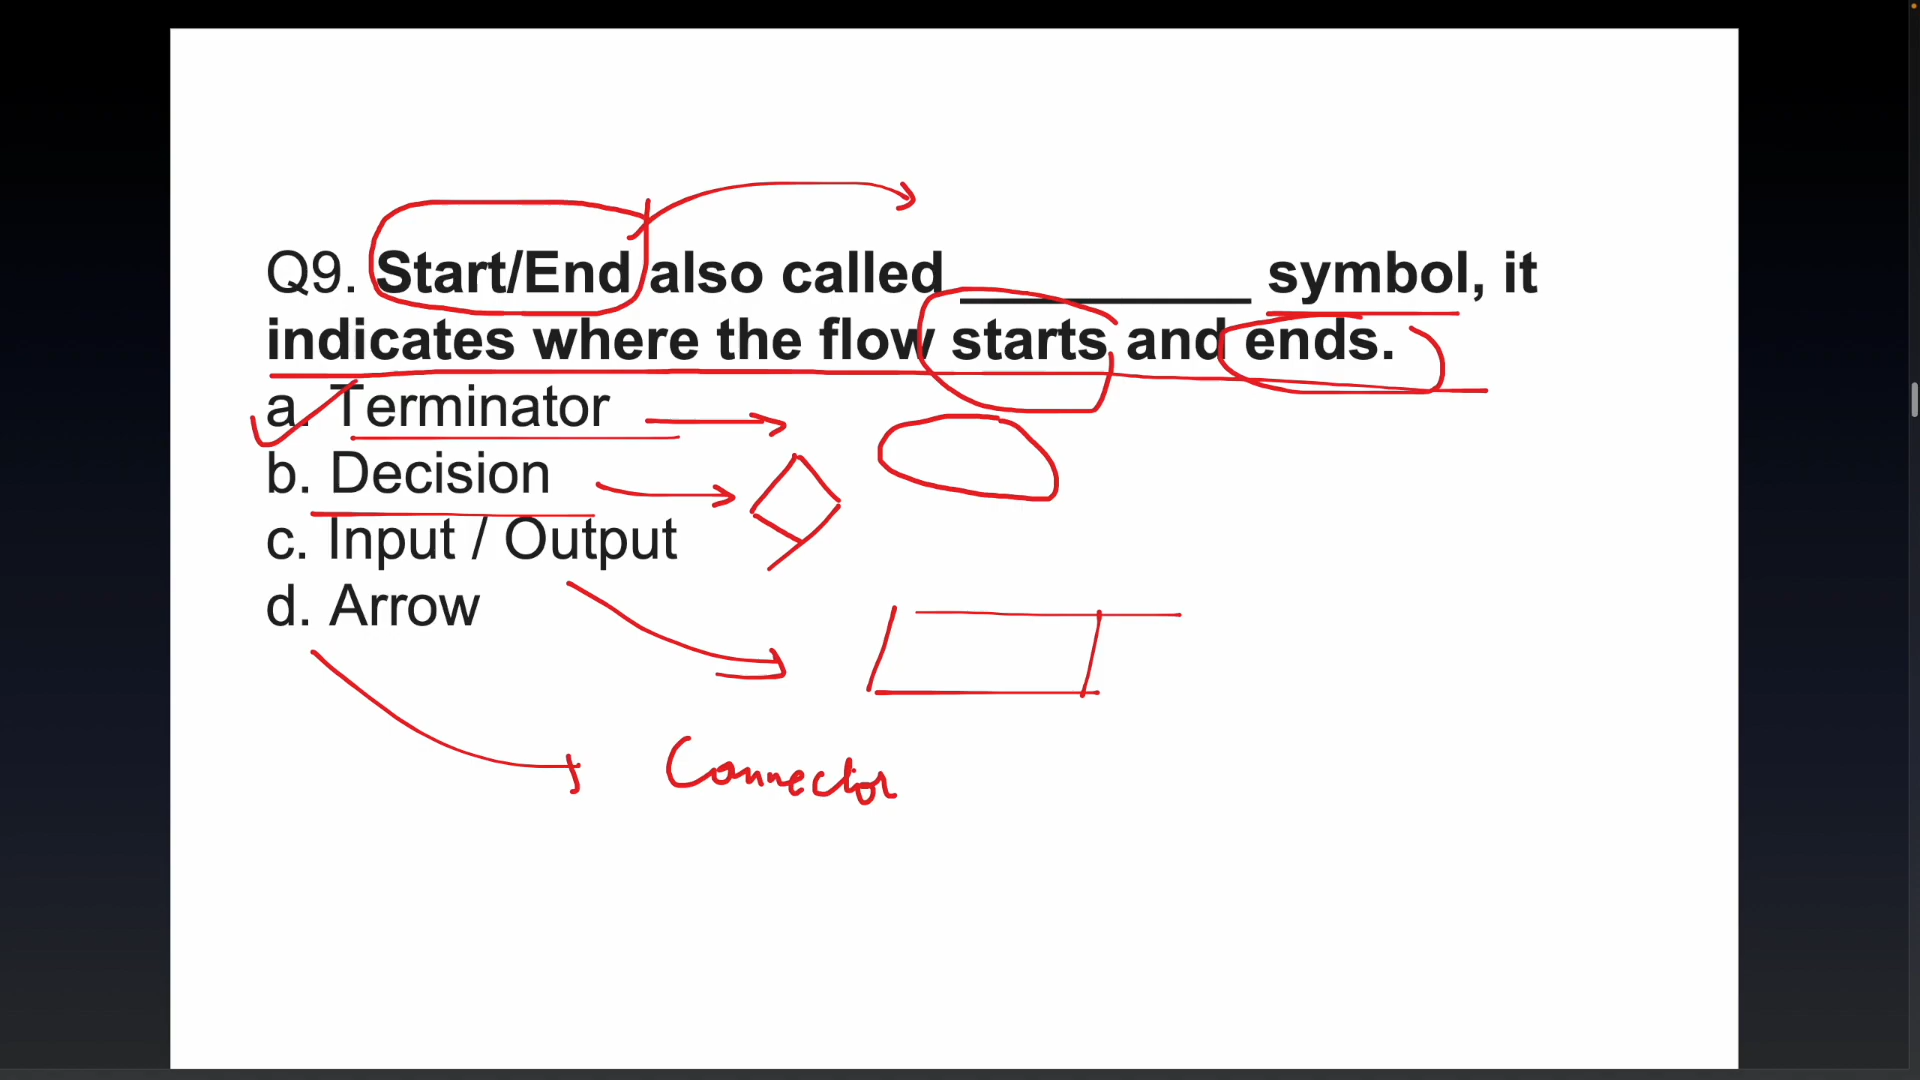 Q9. Start/End also called __________ symbol, it
indicates where the flow starts and ends.
a. Terminator
b. Decision
c. Input / Output
d. Arrow
Connector